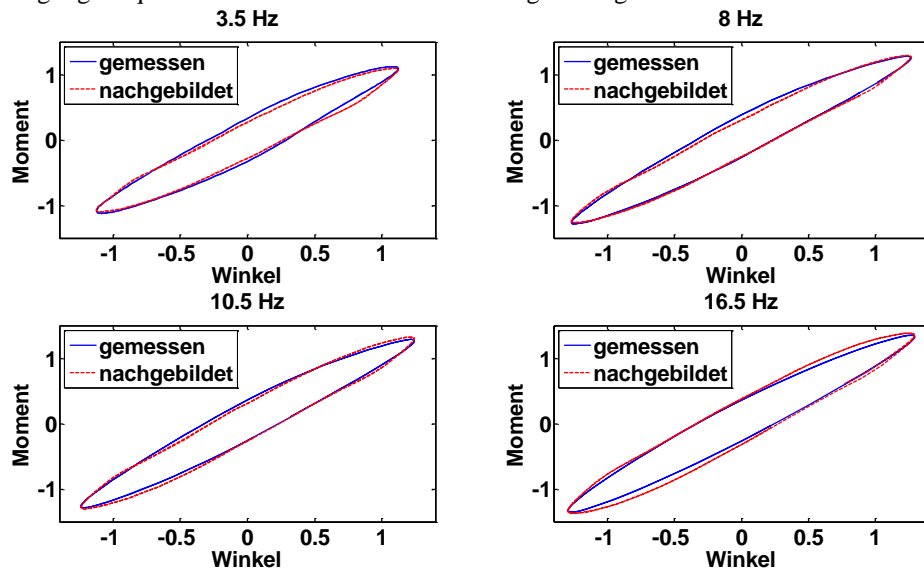 3.5 Hz
gemessen
nachgebildet
Moment
1
0
-1
-1 -0.5 0 0.5 1
Winkel
8 Hz
gemessen
nachgebildet
Moment
1
0
-1
-1 -0.5 0 0.5 1
Winkel
10.5 Hz
gemessen
nachgebildet
Moment
1
0
-1
-1 -0.5 0 0.5 1
Winkel
16.5 Hz
gemessen
nachgebildet
Moment
1
0
-1
-1 -0.5 0 0.5 1
Winkel